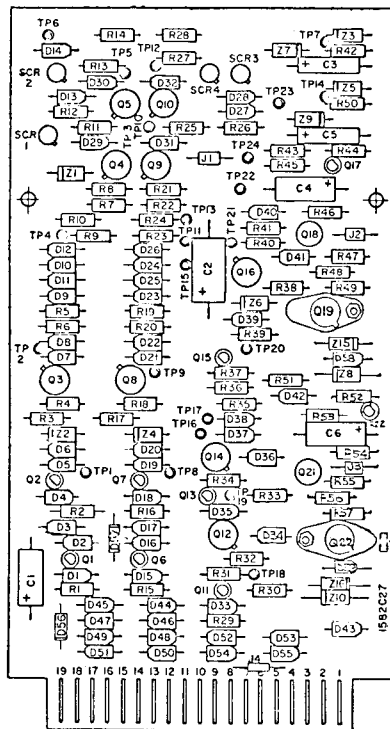 TP6
R14 R28
TP7 Z3
D14
TP12
TP5 R27
Z7 R42
SCR 2
R13
SCR3
+ C3
D30 D32
SCR4
D13
Q5 Q10
D28
TP23
TP14 Z5
R12
D27
R50
Z9
SCR 1
R11
TP3
R25 R26
+ C5
D29
D31
R43 R44
Z1
Q4 Q9
J1
TP24
R45
Q17
R8 R21
TP22
C4 +
R7 R22
R10 R24
TP13
TP21
D40 R46
TP4
R9 R23
TP11
R41
Q18
J2
D12 D26
R40
D10 D24
TP15
C2 +
D41 R47
D11 D25
Q16
R48
D9 D23
R38 R49
R5 R19
Z6
Q19
R6 R20
D39
D8 D22
R39
Z15
TP 2
D7 D21
Q15
TP20
D58
Q3 Q8
TP9
R37
R51
Z8
R36
D42 R52
R4 R18
R35
R3 R17
TP17
D38
R53
Z2 Z4
TP16
D37
C6 +
D6 D20
Q14
D36
R54
D5 D19
TP1 TP8
Q21
J3
Q2 Q7
R34
R55
D4 D18
Q13
TP 19
R33
R56
R2 R16
D35
R57
D3 D17
Q12
D34
Q22
D2 D16
Q1 Q6
R32
C1 +
D1 D15
R31
TP18
R1 R15
Q11
R30
Z10
D45 D44
D33
D56
D47 D46
R29
D43
1582C27
D49 D48
D52 D53
D51 D50
D54 D55
J4
19 18 17 16 15 14 13 12 11 10 9 8 7 6 5 4 3 2 1